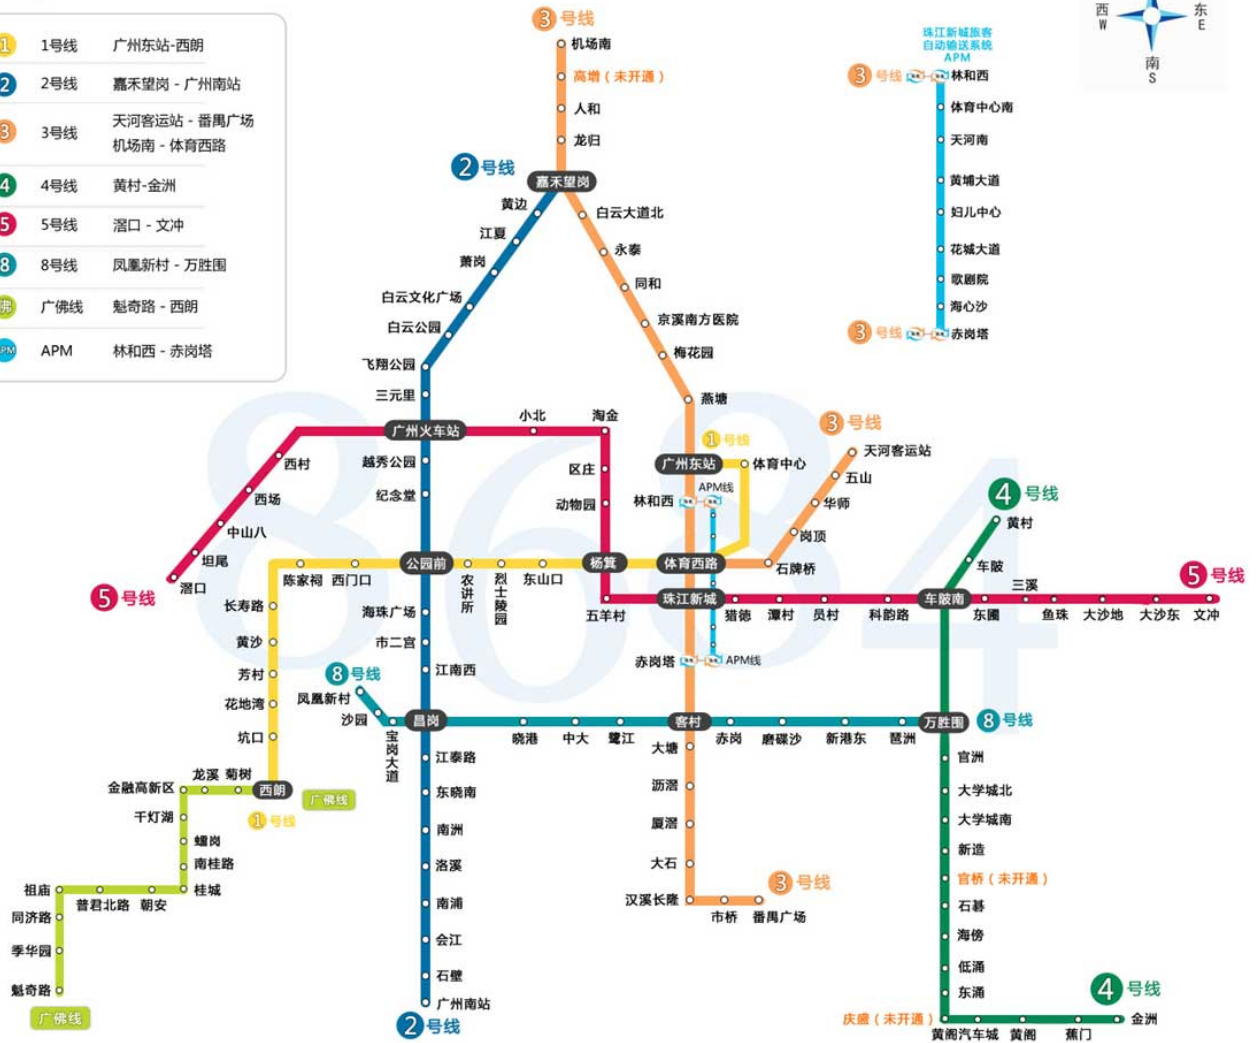 1 1号线 广州东站-西朗
2 2号线 嘉禾望岗 - 广州南站
3 3号线 天河客运站 - 番禺广场
机场南 - 体育西路
4 4号线 黄村-金洲
5 5号线 滘口 - 文冲
8 8号线 凤凰新村 - 万胜围
佛 广佛线 魁奇路 - 西朗
APM APM 林和西 - 赤岗塔
西
W
东
E
南
S
珠江新城旅客
自动输送系统
APM
3号线 林和西
体育中心南
天河南
黄埔大道
妇儿中心
花城大道
歌剧院
海心沙
3号线 赤岗塔
3号线
机场南
高增（未开通）
人和
龙归
2号线
嘉禾望岗
黄边
江夏
萧岗
白云文化广场
白云公园
飞翔公园
三元里
广州火车站
越秀公园
纪念堂
公园前
海珠广场
市二宫
江南西
昌岗
江泰路
东晓南
南洲
洛溪
南浦
会江
石壁
广州南站
2号线
白云大道北
永泰
同和
京溪南方医院
梅花园
燕塘
广州东站
1号线
体育中心
林和西
APM线
体育西路
珠江新城
赤岗塔
APM线
客村
大塘
沥滘
厦滘
大石
汉溪长隆
市桥
番禺广场
3号线
3号线
天河客运站
五山
华师
岗顶
石牌桥
小北
淘金
区庄
动物园
杨箕
五羊村
西村
西场
中山八
坦尾
滘口
5号线
猎德
潭村
员村
科韵路
车陂南
东圃
三溪
鱼珠
大沙地
大沙东
文冲
5号线
陈家祠
西门口
农讲所
烈士陵园
东山口
长寿路
黄沙
芳村
花地湾
坑口
西朗
1号线
广佛线
8号线
凤凰新村
沙园
宝岗大道
晓港
中大
鹭江
赤岗
磨碟沙
新港东
琶洲
万胜围
8号线
4号线
黄村
车陂
官洲
大学城北
大学城南
新造
官桥（未开通）
石碁
海傍
低涌
东涌
庆盛（未开通）
黄阁汽车城
黄阁
蕉门
金洲
4号线
菊树
龙溪
金融高新区
千灯湖
蠕岗
南桂路
桂城
朝安
普君北路
祖庙
同济路
季华园
魁奇路
广佛线
8684